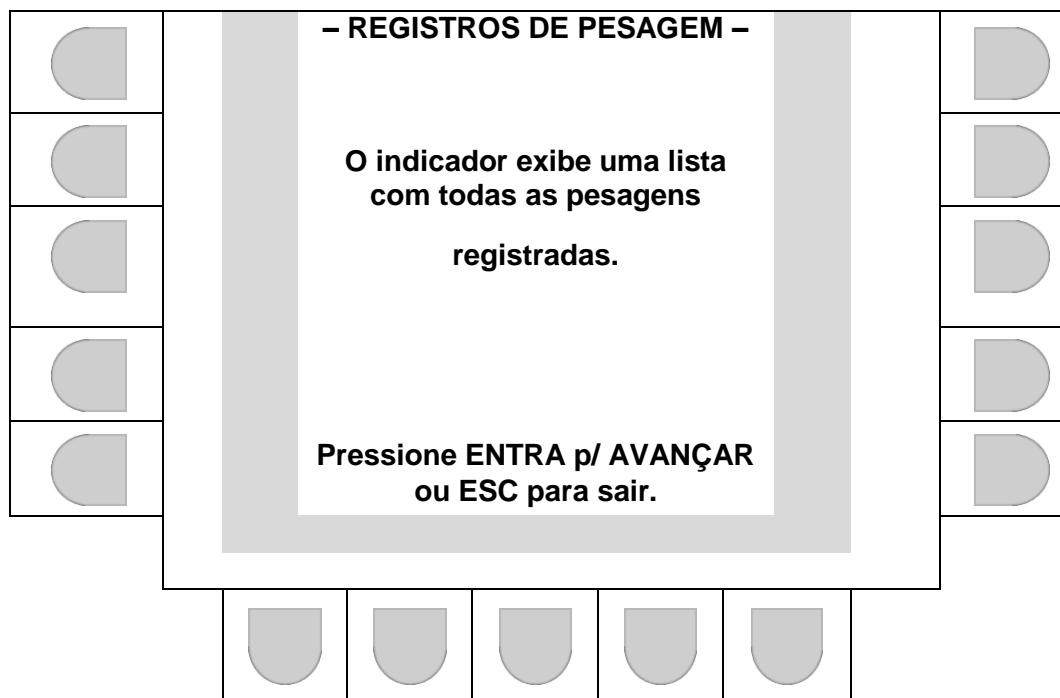 – REGISTROS DE PESAGEM –
O indicador exibe uma lista
com todas as pesagens
registradas.
Pressione ENTRA p/ AVANÇAR
ou ESC para sair.